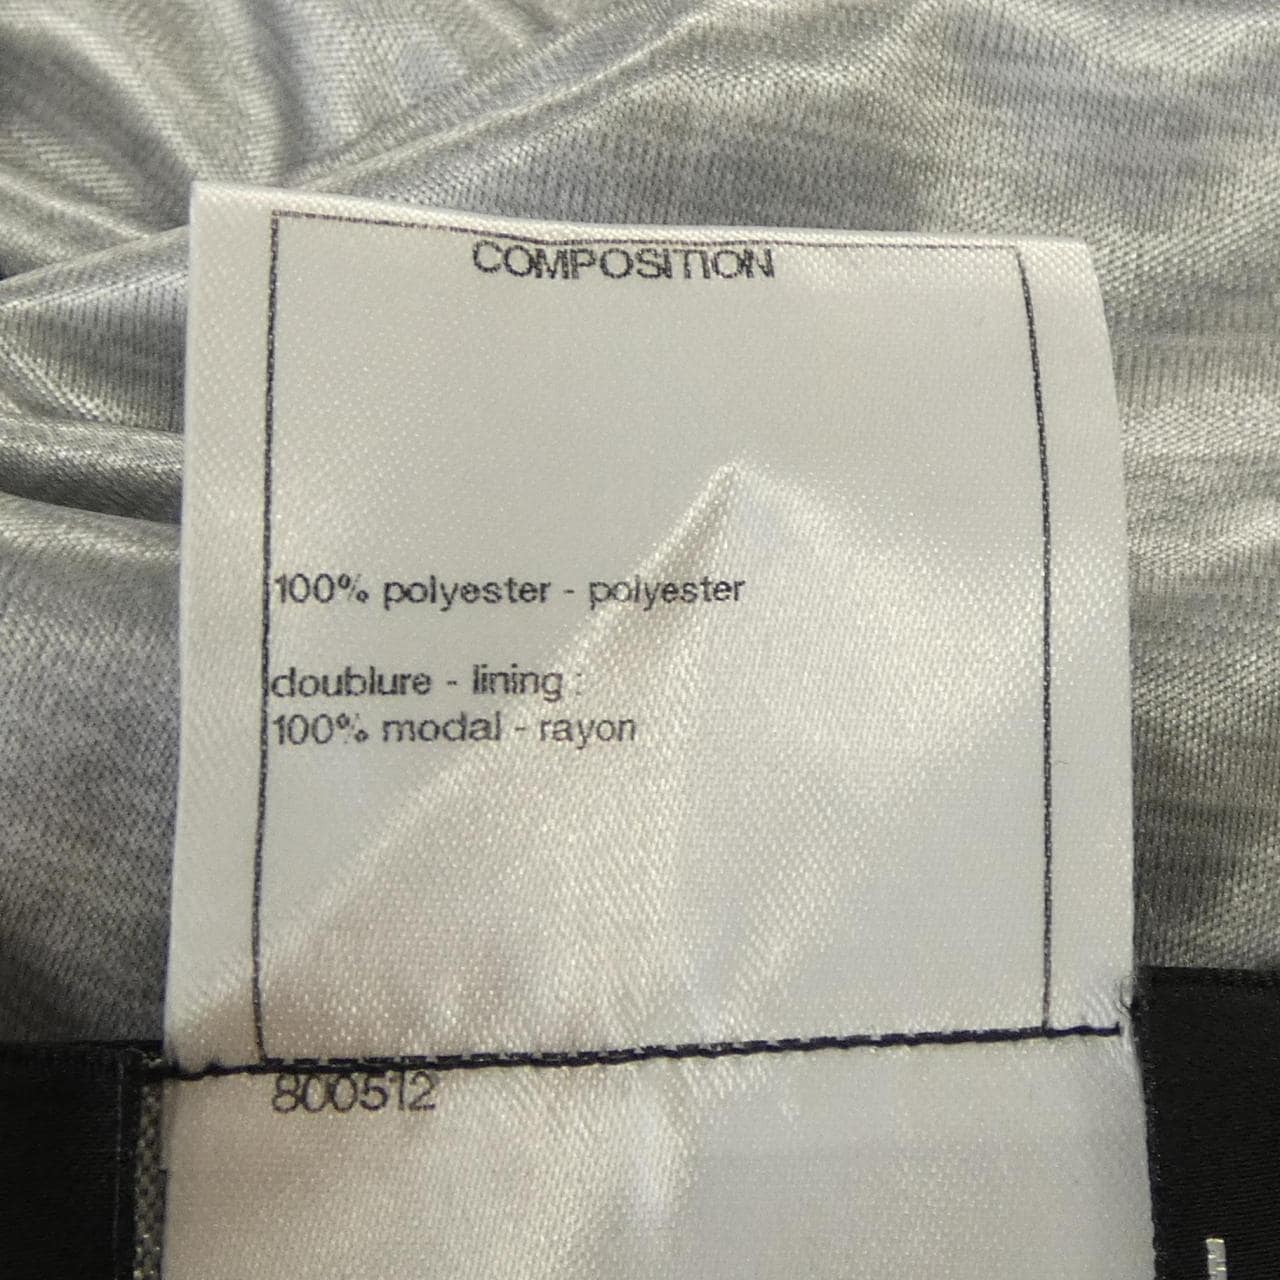 COMPOSITION
100% polyester - polyester
doublure - lining :
100% modal - rayon
800512